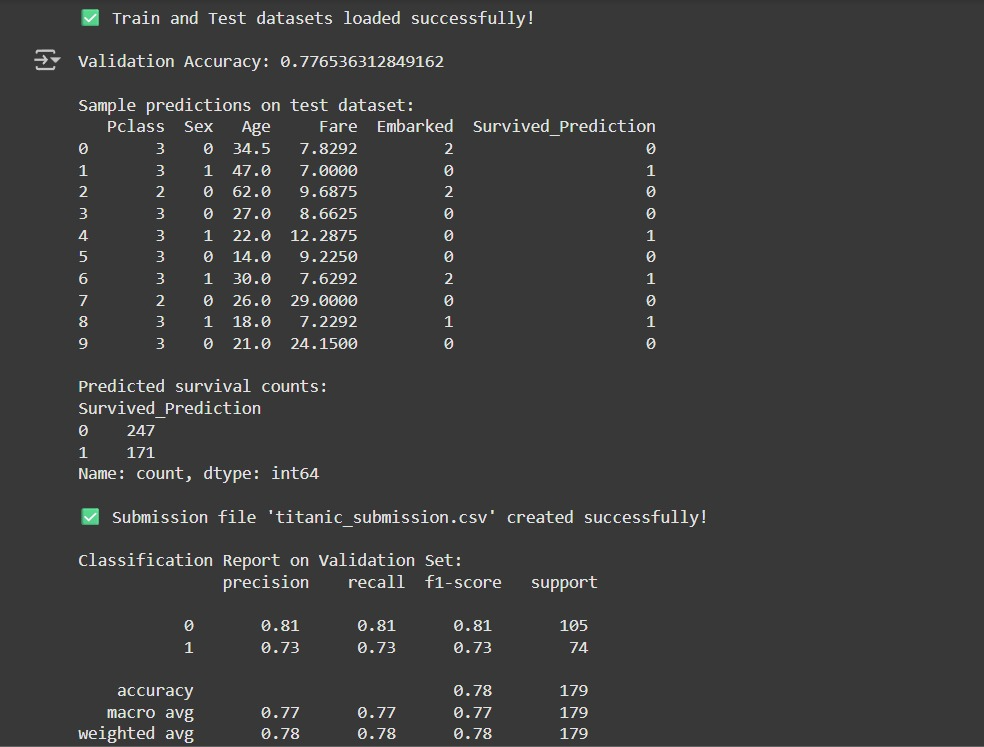 ✅ Train and Test datasets loaded successfully!
Validation Accuracy: 0.776536312849162
Sample predictions on test dataset:
   Pclass  Sex   Age     Fare  Embarked  Survived_Prediction
0       3    0  34.5   7.8292         2                    0
1       3    1  47.0   7.0000         0                    1
2       2    0  62.0   9.6875         2                    0
3       3    0  27.0   8.6625         0                    0
4       3    1  22.0  12.2875         0                    1
5       3    0  14.0   9.2250         0                    0
6       3    1  30.0   7.6292         2                    1
7       2    0  26.0  29.0000         0                    0
8       3    1  18.0   7.2292         1                    1
9       3    0  21.0  24.1500         0                    0
Predicted survival counts:
Survived_Prediction
0    247
1    171
Name: count, dtype: int64
✅ Submission file 'titanic_submission.csv' created successfully!
Classification Report on Validation Set:
               precision    recall  f1-score   support
           0       0.81      0.81      0.81       105
           1       0.73      0.73      0.73        74
    accuracy                           0.78       179
   macro avg       0.77      0.77      0.77       179
weighted avg       0.78      0.78      0.78       179